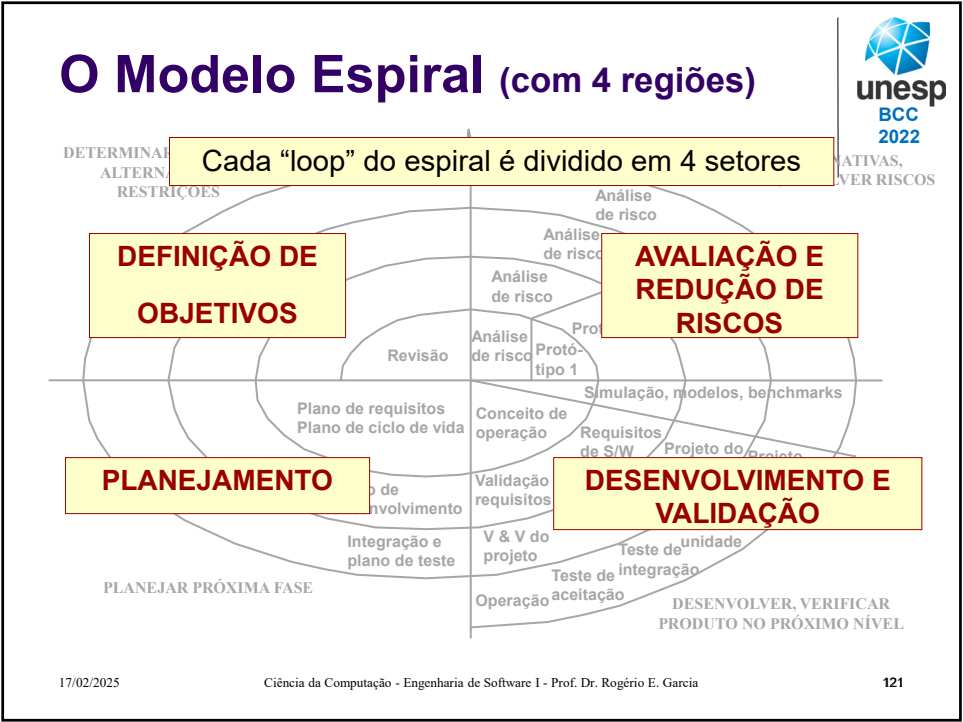 O Modelo Espiral (com 4 regiões)
unesp
BCC
2022
Cada “loop” do espiral é dividido em 4 setores
ALTERNA
RESTRIÇÕES
VER RISCOS
DEFINIÇÃO DE
OBJETIVOS
AVALIAÇÃO E
REDUÇÃO DE
RISCOS
Análise
de risco
Análise
de risco
Análise
de risco
Análise
de risco
Revisão
Protó-
tipo 1
Simulação, modelos, benchmarks
Plano de requisitos
Plano de ciclo de vida
Conceito de
operação
Requisitos
de S/W
Projeto do
Projeto
PLANEJAMENTO
DESENVOLVIMENTO E
VALIDAÇÃO
de
nvolvimento
Validação
requisitos
Integração e
plano de teste
V & V do
projeto
unidade
Teste de
integração
Teste de
aceitação
Operação
PLANEJAR PRÓXIMA FASE
DESENVOLVER, VERIFICAR
PRODUTO NO PRÓXIMO NÍVEL
17/02/2025
Ciência da Computação - Engenharia de Software I - Prof. Dr. Rogério E. Garcia
121